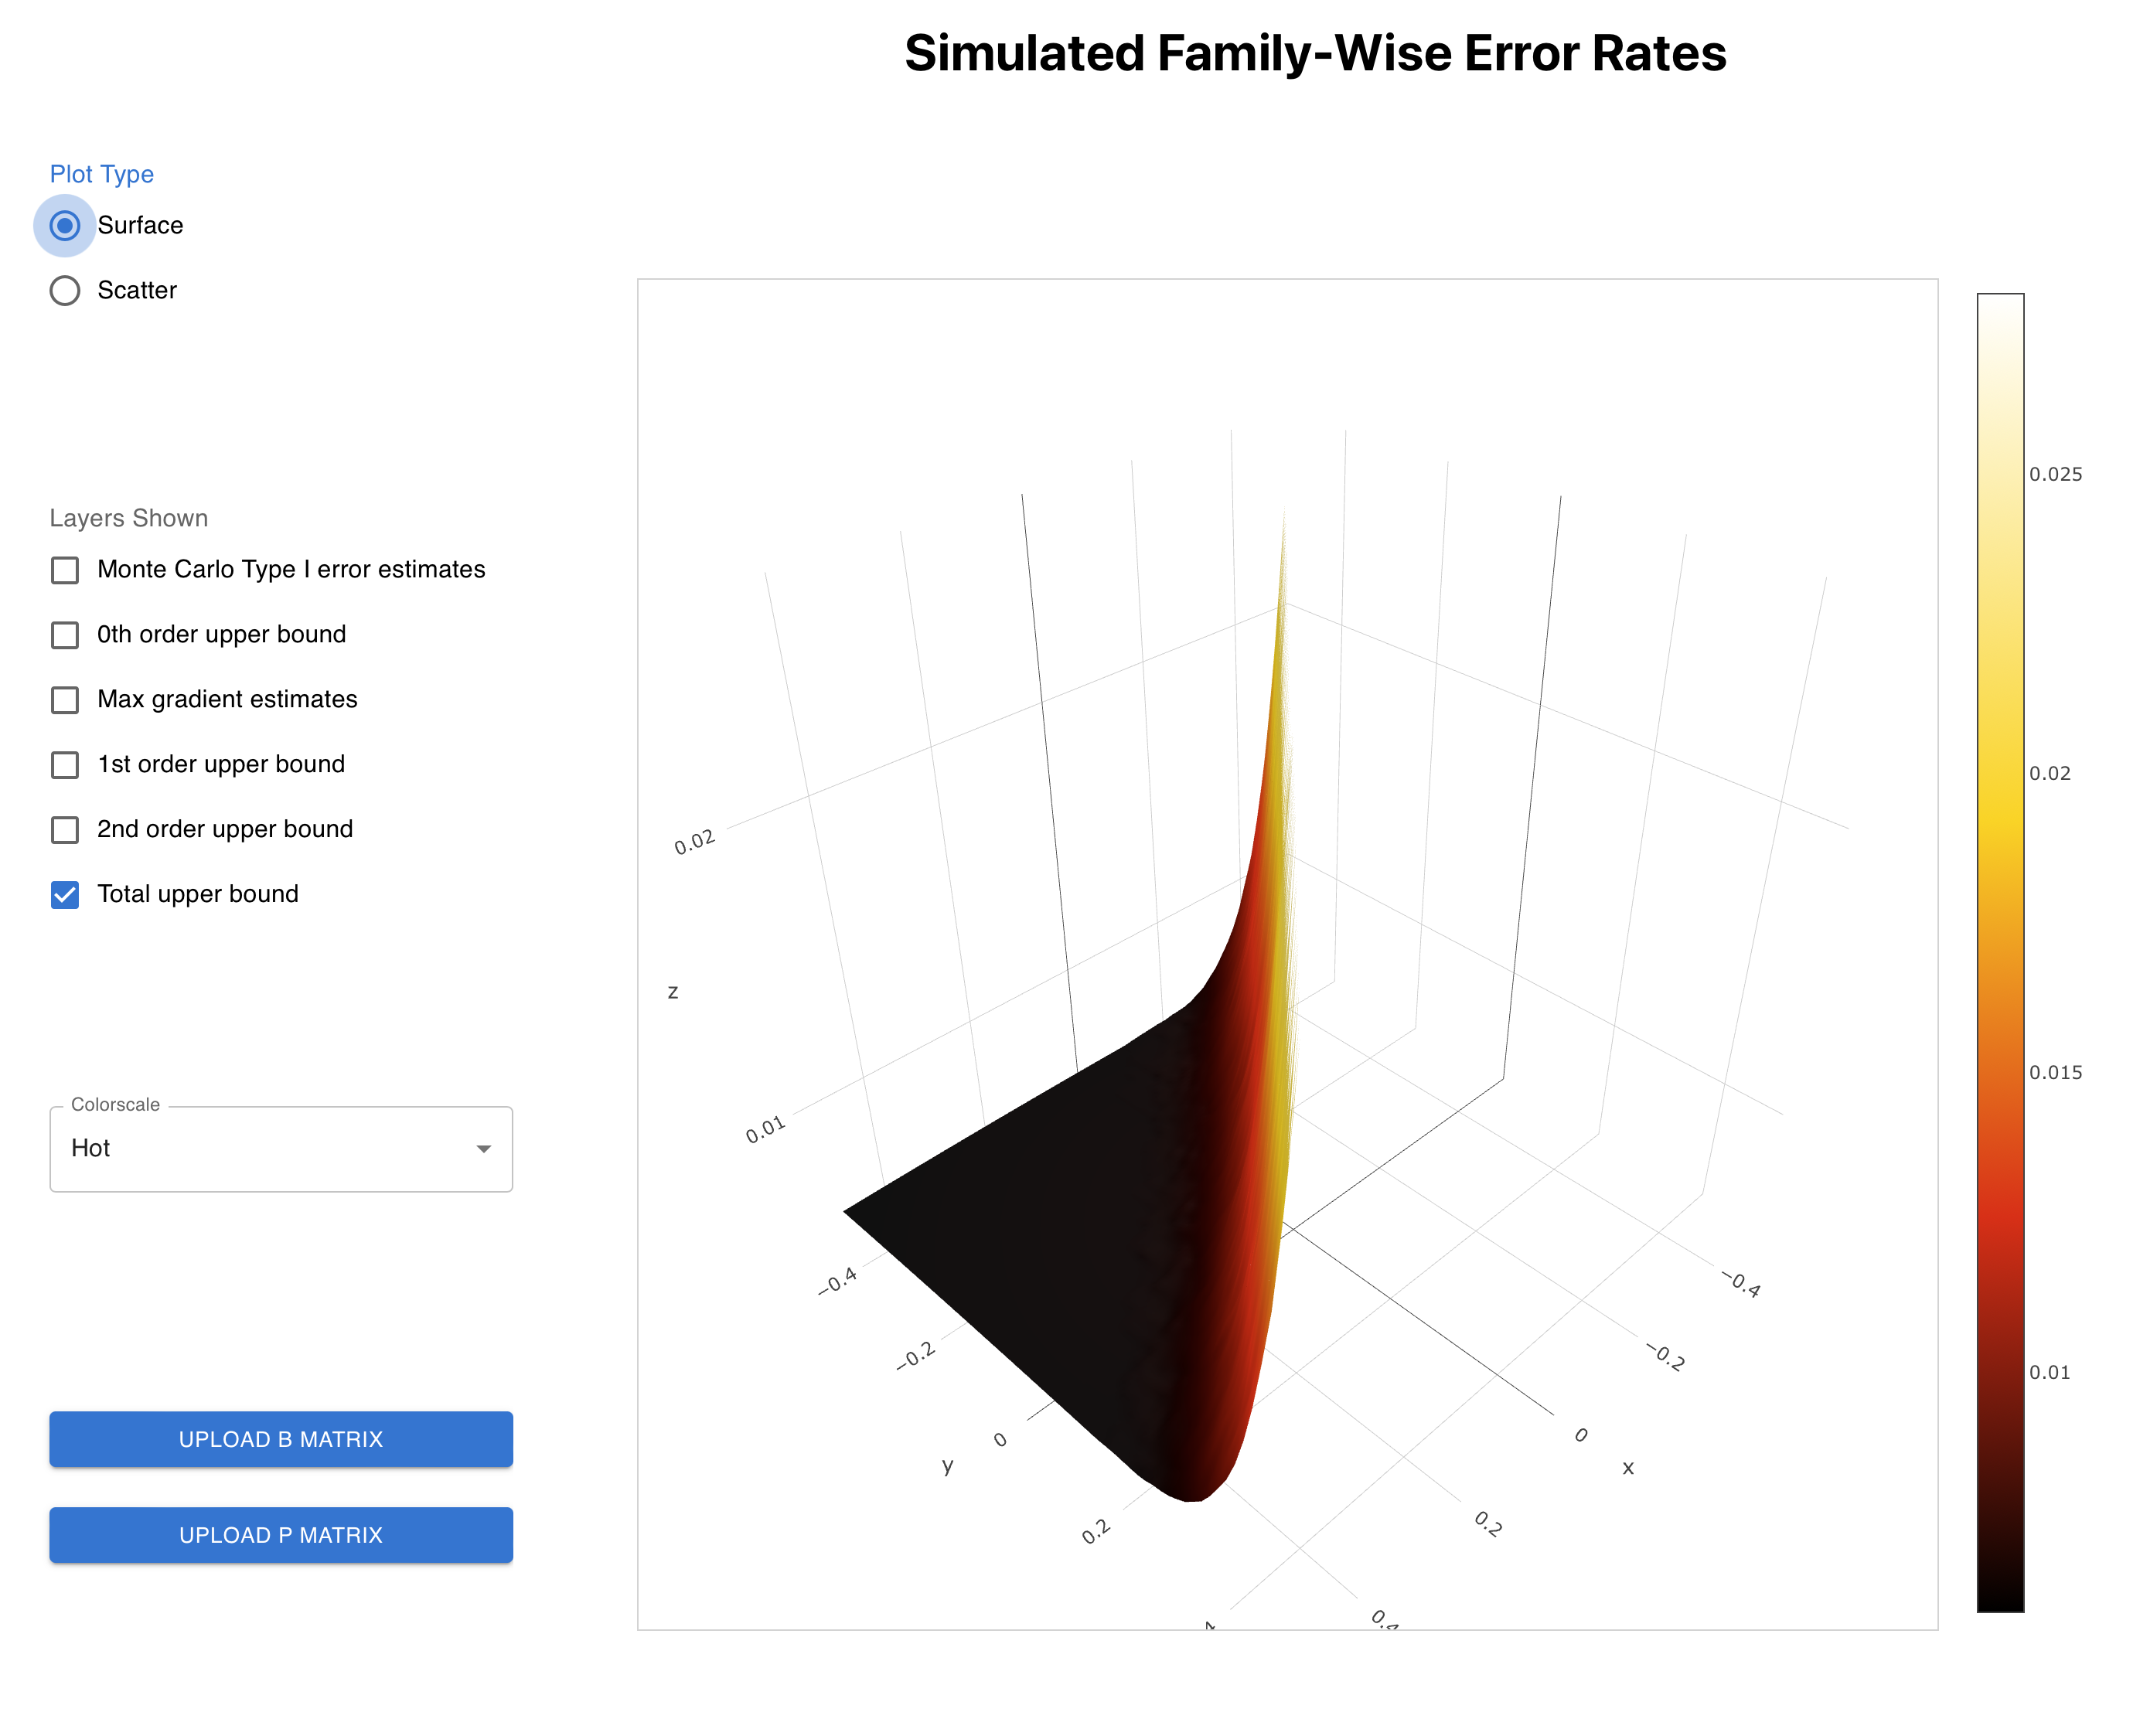 Simulated Family-Wise Error Rates
Plot Type
Surface
Scatter
Layers Shown
Monte Carlo Type I error estimates
0th order upper bound
Max gradient estimates
1st order upper bound
2nd order upper bound
Total upper bound
Colorscale
Hot
UPLOAD B MATRIX
UPLOAD P MATRIX
0.02
z
0.01
−0.4
−0.2
0
y
0.2
−0.4
−0.2
0
x
0.2
0.4
0.025
0.02
0.015
0.01